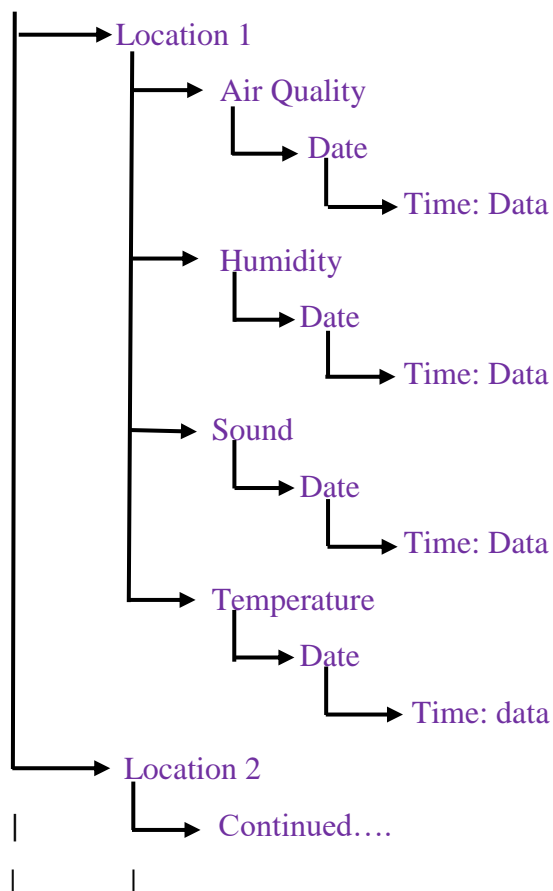 Location 1
Air Quality
Date
Time: Data
Humidity
Date
Time: Data
Sound
Date
Time: Data
Temperature
Date
Time: data
Location 2
Continued….